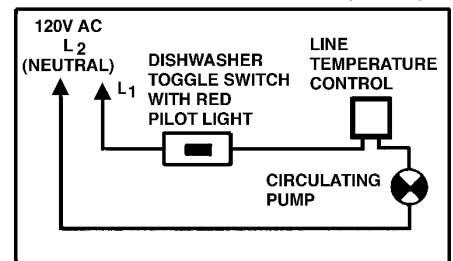 120V AC
L2
(NEUTRAL)
L1
DISHWASHER
TOGGLE SWITCH
WITH RED
PILOT LIGHT
LINE
TEMPERATURE
CONTROL
CIRCULATING
PUMP